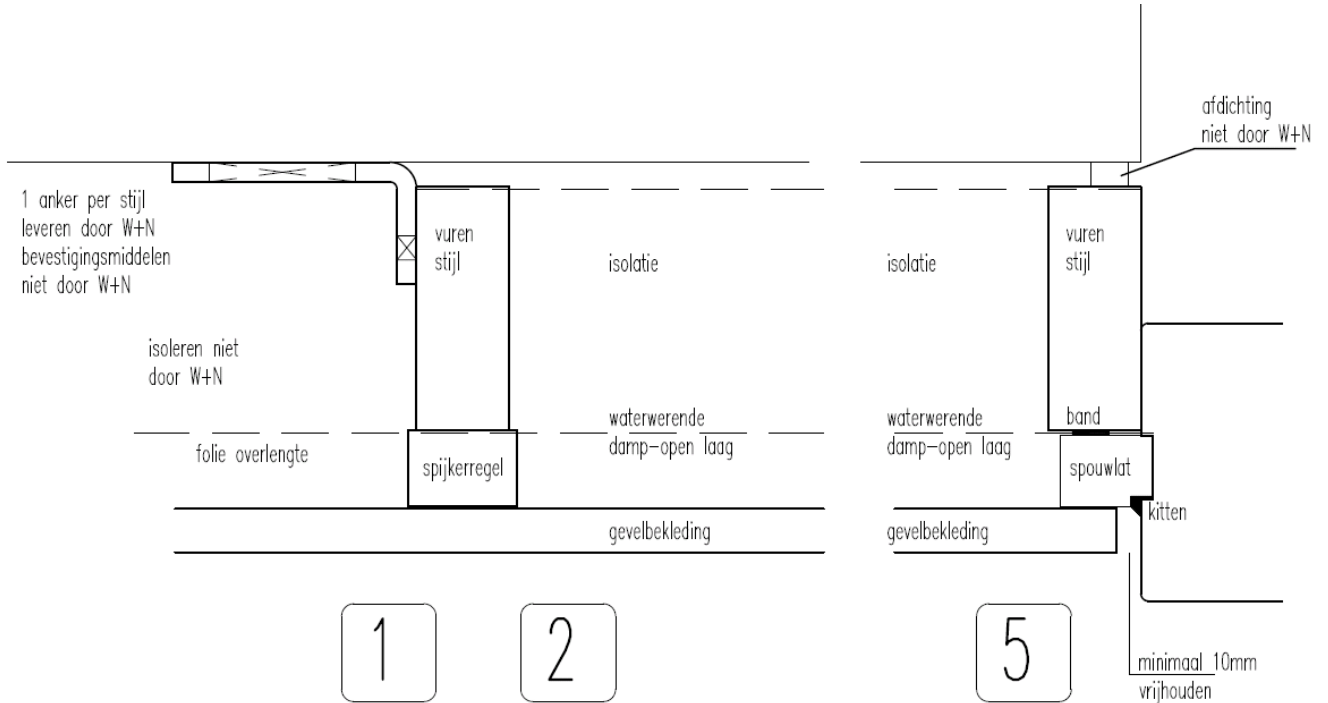 afdichting
niet door W+N
1 anker per stijl
leveren door W+N
bevestigingsmiddelen
niet door W+N
vuren
stijl
isolatie
isolatie
vuren
stijl
isoleren niet
door W+N
folie overlengte
waterwerende
damp-open laag
waterwerende
damp-open laag
band
spijkerregel
spouwlat
kitten
gevelbekleding
gevelbekleding
1
2
5
minimaal 10mm
vrijhouden